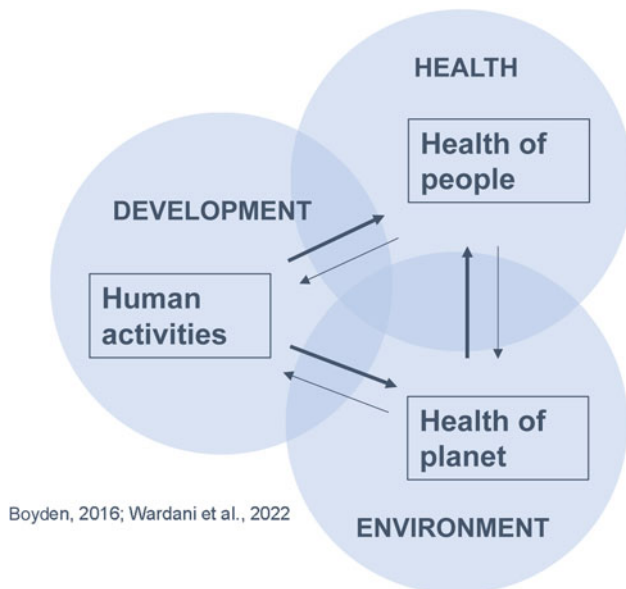 HEALTH
Health of
people
DEVELOPMENT
Human
activities
Health of
planet
Boyden, 2016; Wardani et al., 2022
ENVIRONMENT